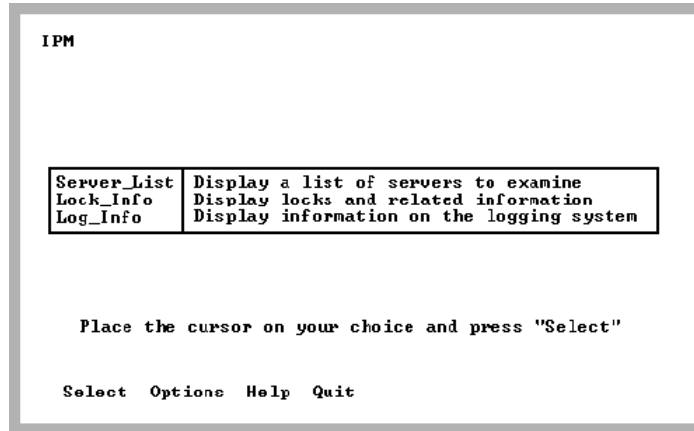 IPM
Server_List Display a list of servers to examine
Lock_Info Display locks and related information
Log_Info Display information on the logging system
Place the cursor on your choice and press "Select"
Select Options Help Quit